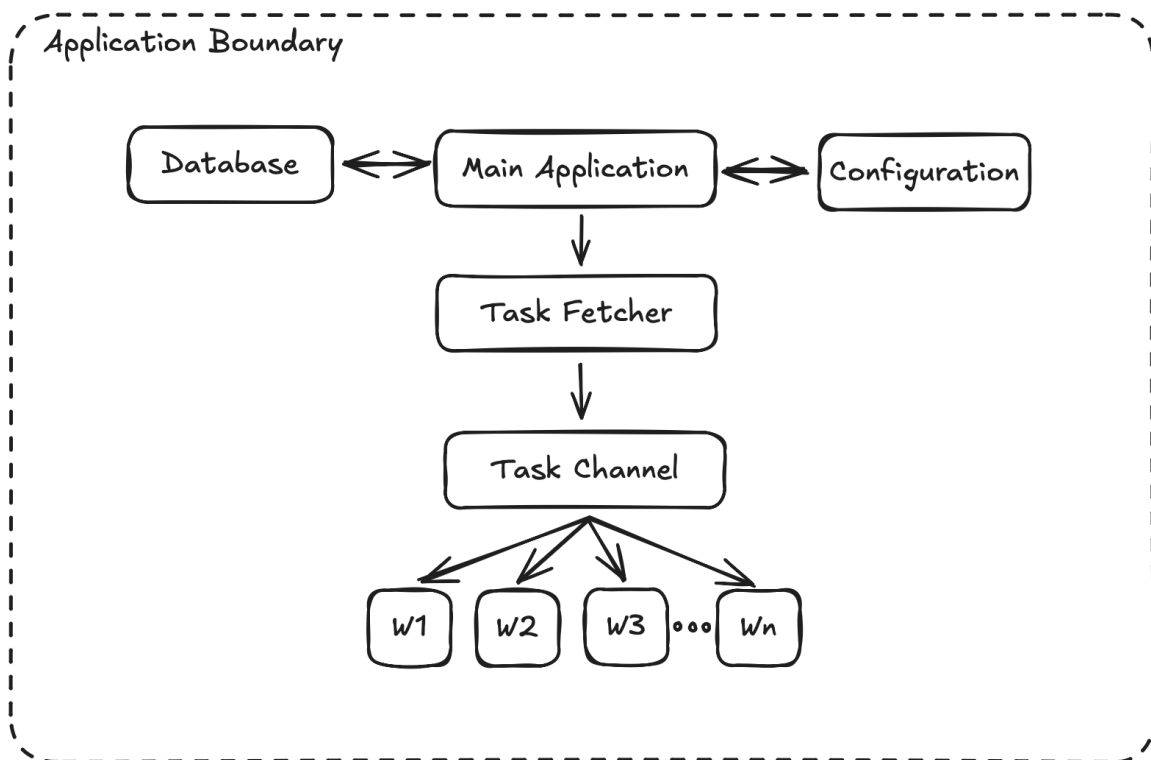 Application Boundary
Database
Main Application
Configuration
Task Fetcher
Task Channel
W1
W2
W3
Wn